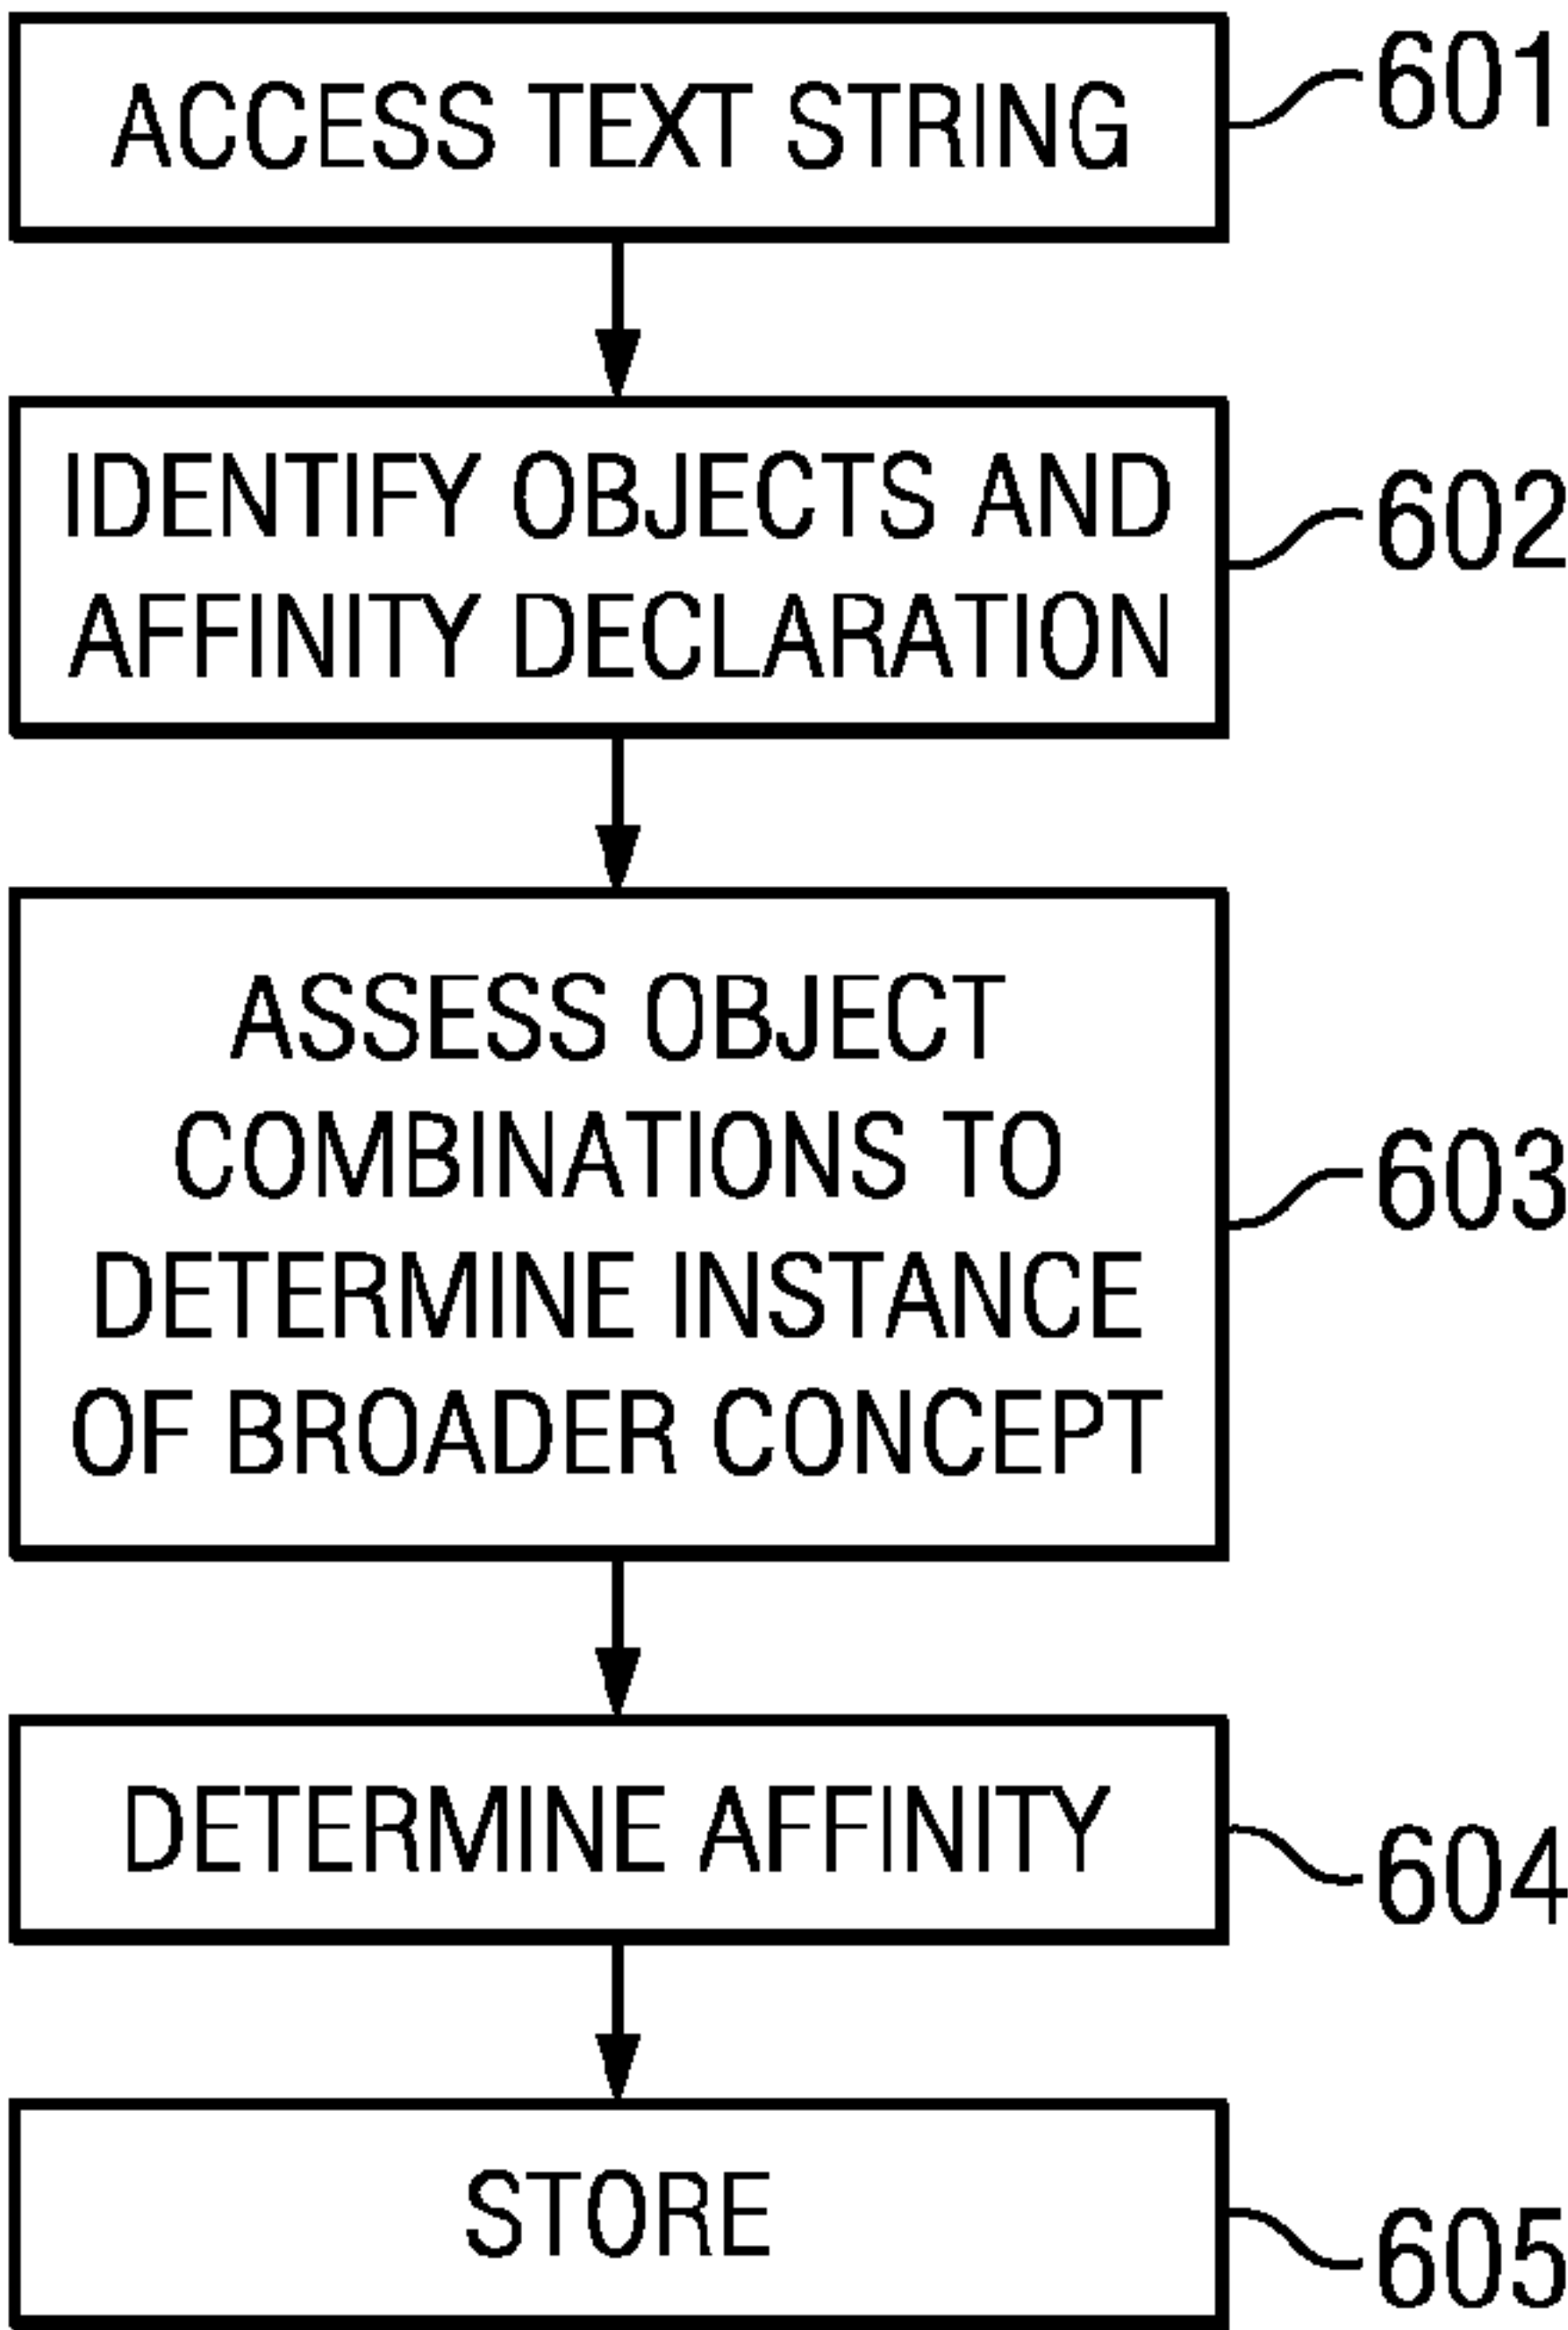 ACCESS TEXT STRING
601
IDENTIFY OBJECTS AND
AFFINITY DECLARATION
602
ASSESS OBJECT
COMBINATIONS TO
DETERMINE INSTANCE
OF BROADER CONCEPT
603
DETERMINE AFFINITY
604
STORE
605